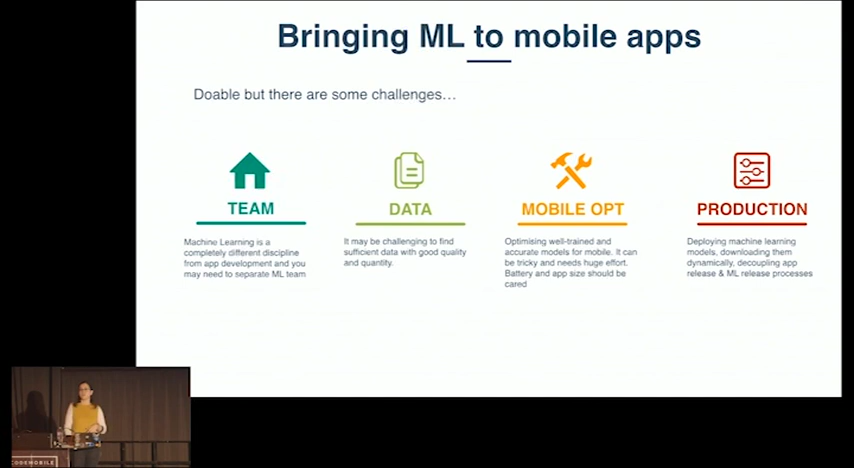 Bringing ML to mobile apps
Doable but there are some challenges...
TEAM
Machine Learning is a
completely different discipline
from app development and you
may need to separate ML team
DATA
It may be challenging to find
sufficient data with good quality
and quantity.
MOBILE OPT
Optimising well-trained and
accurate models for mobile. It can
be tricky and needs huge effort.
Battery and app size should be
cared
PRODUCTION
Deploying machine learning
models, downloading them
dynamically, decoupling app
release & ML release processes
CODEMOBILE